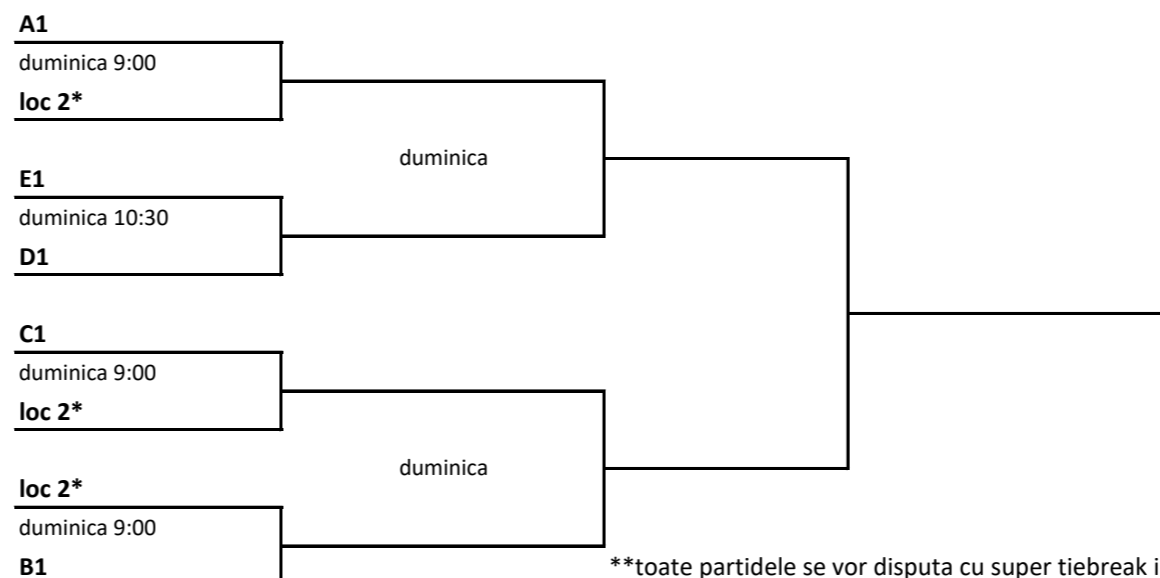 A1
duminica 9:00
loc 2*
duminica
E1
duminica 10:30
D1
C1
duminica 9:00
loc 2*
duminica
loc 2*
duminica 9:00
B1
**toate partidele se vor disputa cu super tiebreak i